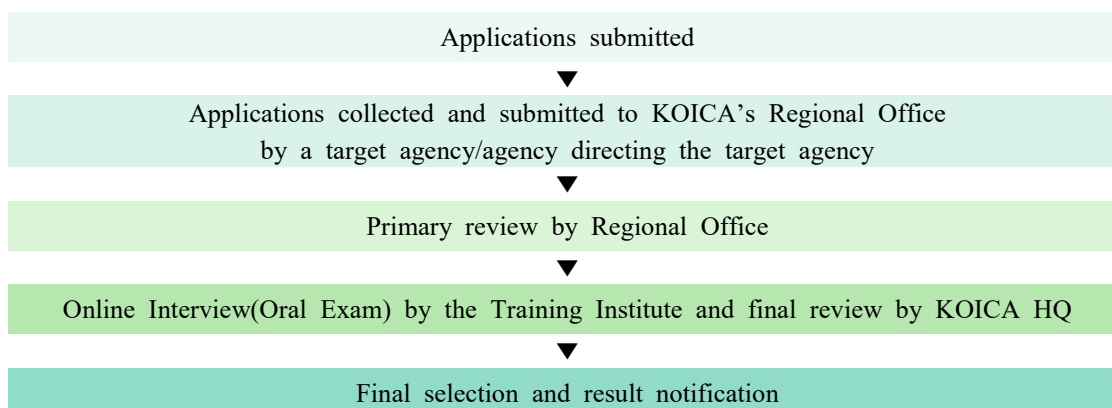 Applications submitted
▼
Applications collected and submitted to KOICA's Regional Office
by a target agency/agency directing the target agency
▼
Primary review by Regional Office
▼
Online Interview(Oral Exam) by the Training Institute and final review by KOICA HQ
▼
Final selection and result notification